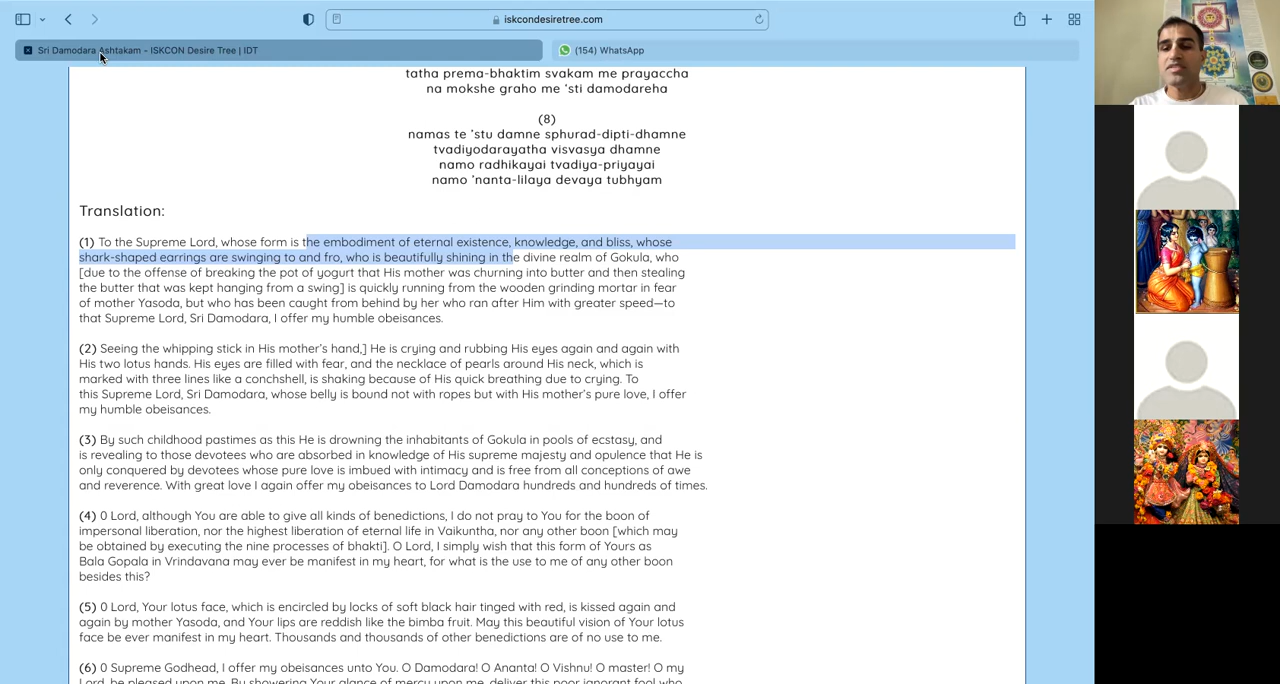 iskcondesiretree.com
Sri Damodara Ashtakam - ISKCON Desire Tree | IDT
(154) WhatsApp
tatha prema-bhaktim svakam me prayaccha
na mokshe graho me 'sti damodareha
(8)
namas te 'stu damne sphurad-dipti-dhamne
tvadiyodarayatha visvasya dhamne
namo radhikayai tvadiya-priyayai
namo 'nanta-lilaya devaya tubhyam
Translation:
(1) To the Supreme Lord, whose form is the embodiment of eternal existence, knowledge, and bliss, whose
shark-shaped earrings are swinging to and fro, who is beautifully shining in the divine realm of Gokula, who
[due to the offense of breaking the pot of yogurt that His mother was churning into butter and then stealing
the butter that was kept hanging from a swing] is quickly running from the wooden grinding mortar in fear
of mother Yasoda, but who has been caught from behind by her who ran after Him with greater speed—to
that Supreme Lord, Sri Damodara, I offer my humble obeisances.
(2) Seeing the whipping stick in His mother's hand,] He is crying and rubbing His eyes again and again with
His two lotus hands. His eyes are filled with fear, and the necklace of pearls around His neck, which is
marked with three lines like a conchshell, is shaking because of His quick breathing due to crying. To
this Supreme Lord, Sri Damodara, whose belly is bound not with ropes but with His mother's pure love, I offer
my humble obeisances.
(3) By such childhood pastimes as this He is drowning the inhabitants of Gokula in pools of ecstasy, and
is revealing to those devotees who are absorbed in knowledge of His supreme majesty and opulence that He is
only conquered by devotees whose pure love is imbued with intimacy and is free from all conceptions of awe
and reverence. With great love I again offer my obeisances to Lord Damodara hundreds and hundreds of times.
(4) 0 Lord, although You are able to give all kinds of benedictions, I do not pray to You for the boon of
impersonal liberation, nor the highest liberation of eternal life in Vaikuntha, nor any other boon [which may
be obtained by executing the nine processes of bhakti]. O Lord, I simply wish that this form of Yours as
Bala Gopala in Vrindavana may ever be manifest in my heart, for what is the use to me of any other boon
besides this?
(5) 0 Lord, Your lotus face, which is encircled by locks of soft black hair tinged with red, is kissed again and
again by mother Yasoda, and Your lips are reddish like the bimba fruit. May this beautiful vision of Your lotus
face be ever manifest in my heart. Thousands and thousands of other benedictions are of no use to me.
(6) 0 Supreme Godhead, I offer my obeisances unto You. O Damodara! O Ananta! O Vishnu! O master! O my
Lord, be pleased upon me. By showering Your glance of mercy upon me, deliver this poor ignorant fool who